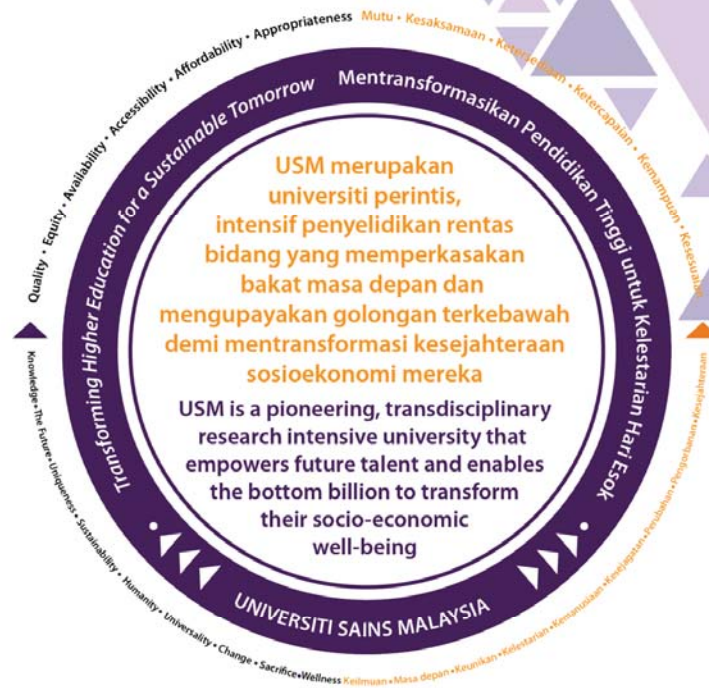 Quality • Equity • Availability • Accessibility • Affordability • Appropriateness
Mutu • Kesaksamaan • Ketersediaan • Ketercapaian • Kemampuan • Kesesuaian
Transforming Higher Education for a Sustainable Tomorrow
Mentransformasikan Pendidikan Tinggi untuk Kelestarian Hari Esok
USM merupakan
universiti perintis,
intensif penyelidikan rentas
bidang yang memperkasakan
bakat masa depan dan
mengupayakan golongan terkebawah
demi mentransformasi kesejahteraan
sosioekonomi mereka
USM is a pioneering, transdisciplinary
research intensive university that
empowers future talent and enables
the bottom billion to transform
their socio-economic
well-being
UNIVERSITI SAINS MALAYSIA
Knowledge • The Future • Uniqueness • Sustainability • Humanity • Universality • Change • Sacrifice • Wellness
Keilmuan • Masa depan • Keunikan • Kelestarian • Kemanusiaan • Kesejagatan • Perubahan • Pengorbanan • Kesejahteraan